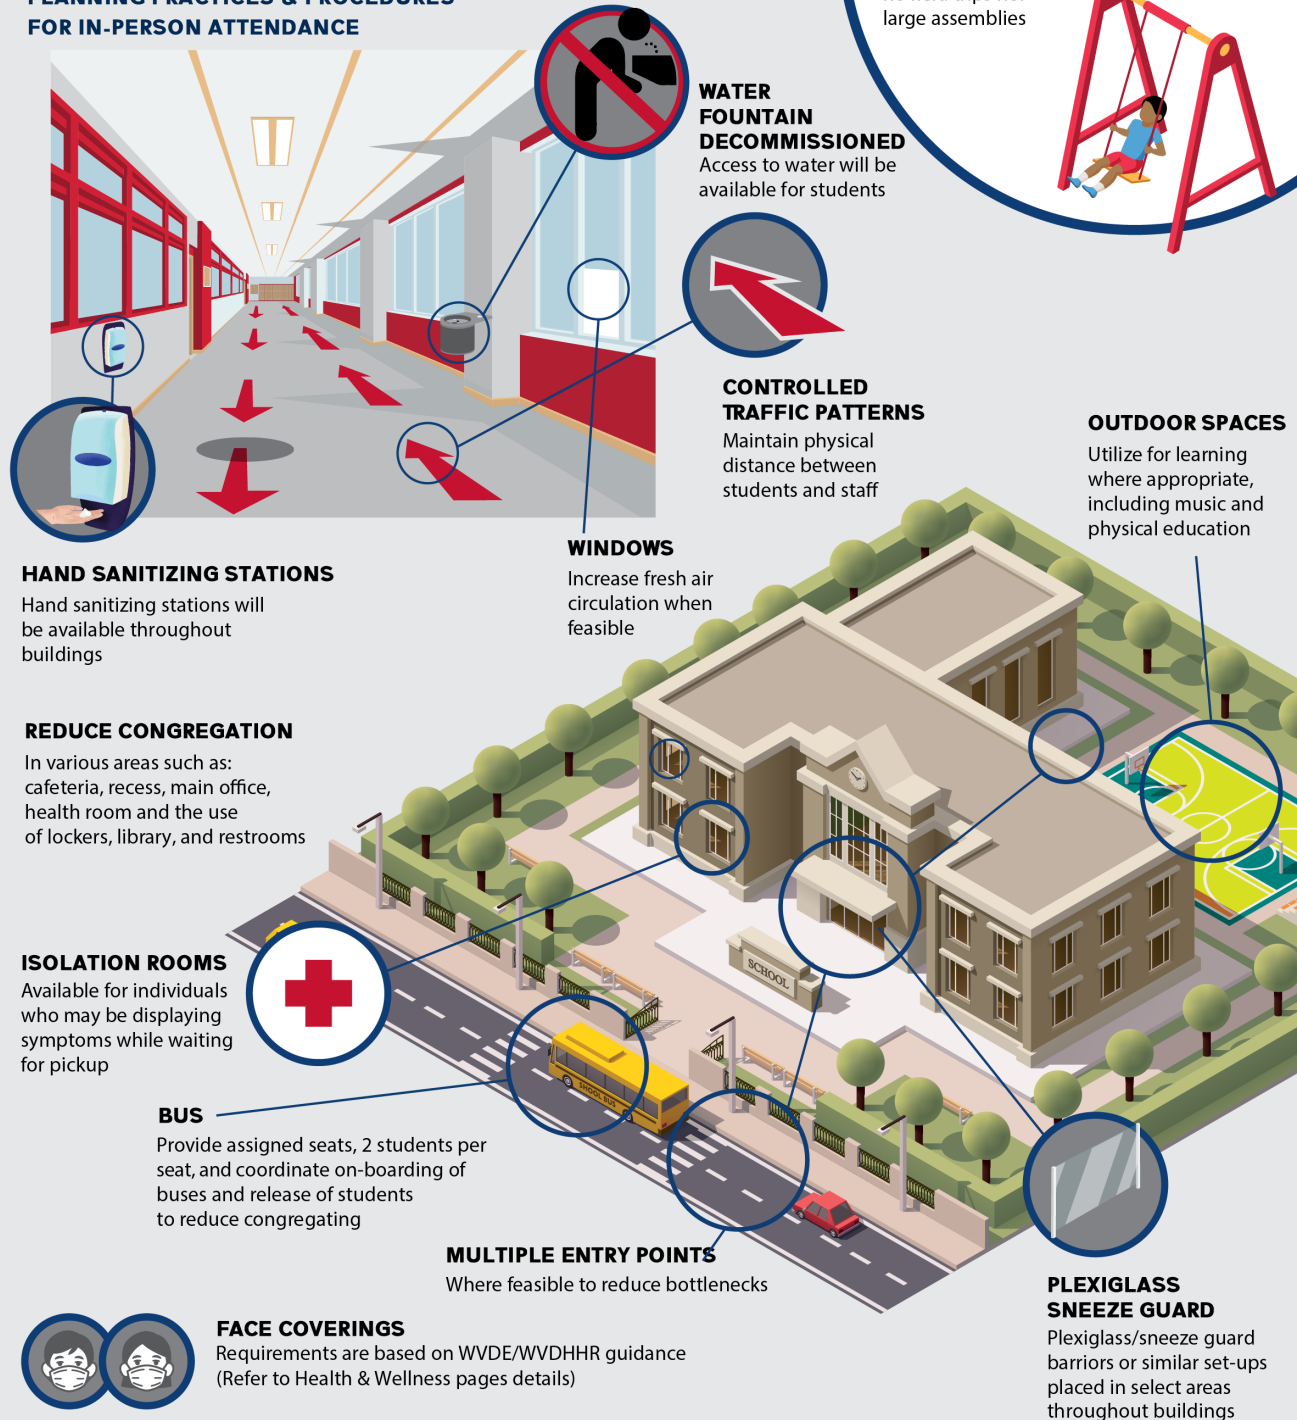 PLANNING PRACTICES & PROCEDURES
FOR IN-PERSON ATTENDANCE
large assemblies
WATER
FOUNTAIN
DECOMMISSIONED
Access to water will be
available for students
CONTROLLED
TRAFFIC PATTERNS
Maintain physical
distance between
students and staff
OUTDOOR SPACES
Utilize for learning
where appropriate,
including music and
physical education
WINDOWS
Increase fresh air
circulation when
feasible
HAND SANITIZING STATIONS
Hand sanitizing stations will
be available throughout
buildings
REDUCE CONGREGATION
In various areas such as:
cafeteria, recess, main office,
health room and the use
of lockers, library, and restrooms
ISOLATION ROOMS
Available for individuals
who may be displaying
symptoms while waiting
for pickup
SCHOOL
SHOOL BUS
BUS
Provide assigned seats, 2 students per
seat, and coordinate on-boarding of
buses and release of students
to reduce congregating
MULTIPLE ENTRY POINTS
Where feasible to reduce bottlenecks
PLEXIGLASS
SNEEZE GUARD
Plexiglass/sneeze guard
barriors or similar set-ups
placed in select areas
throughout buildings
FACE COVERINGS
Requirements are based on WVDE/WVDHHR guidance
(Refer to Health & Wellness pages details)